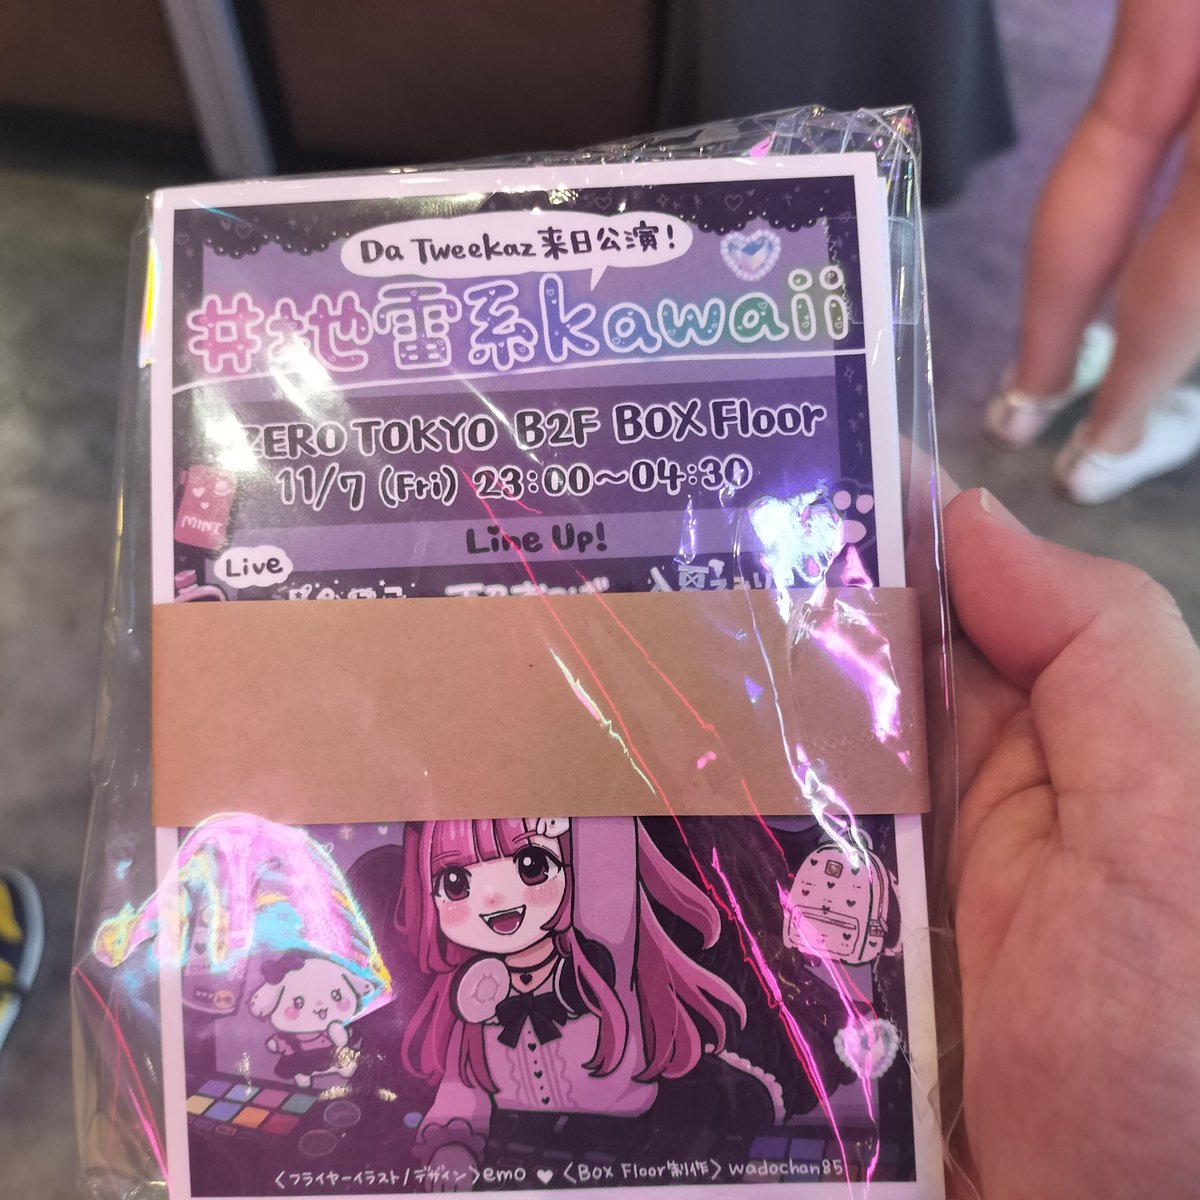 Da Tweekaz来日公演!
#地雷系kawaii
ZERO TOKYO B2F BOX Floor
11/7 (Fri) 23:00～04:30
MINI
Line Up!
Live
〈フライヤーイラスト/デザイン〉emo ♥ 〈Box Floor制作〉wadochan85